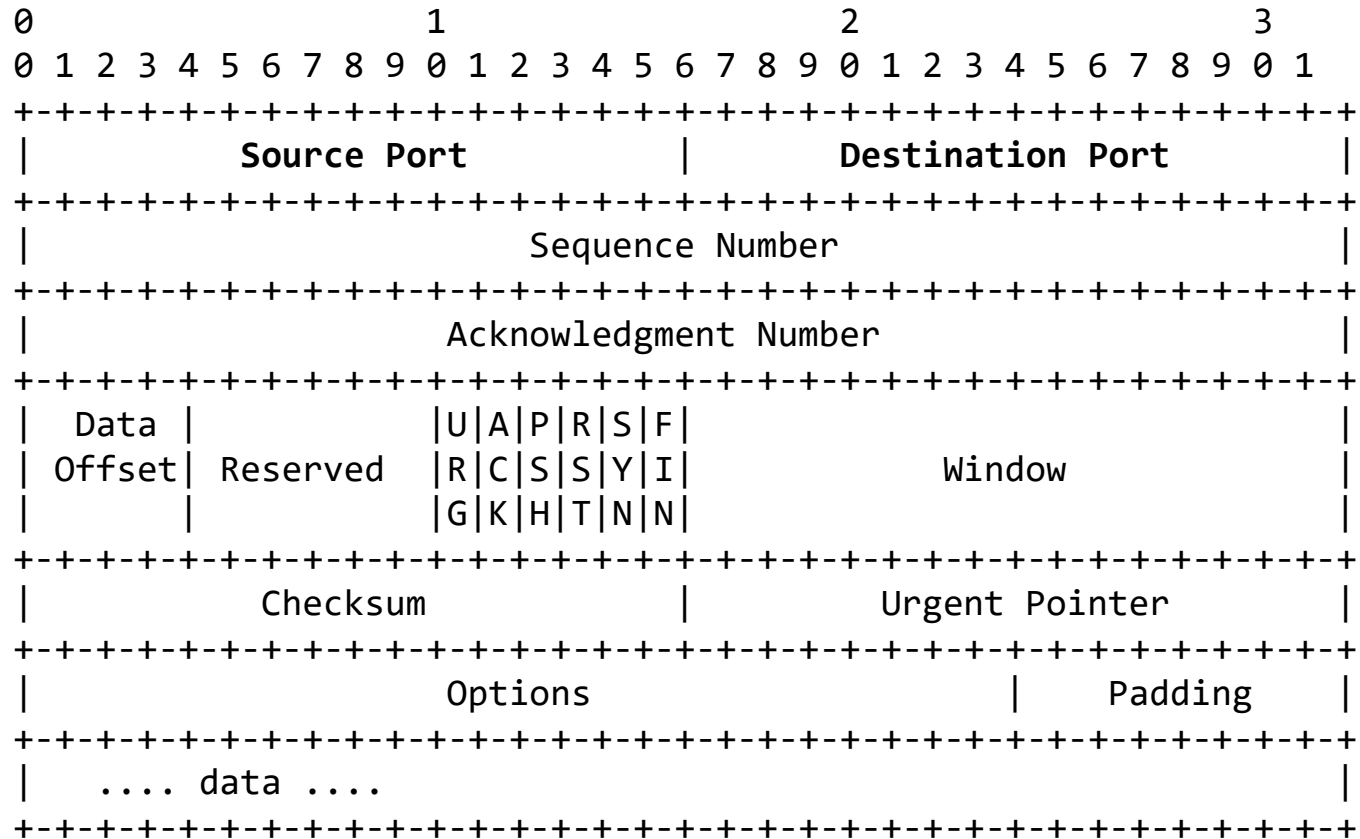 0                   1                   2                   3
0 1 2 3 4 5 6 7 8 9 0 1 2 3 4 5 6 7 8 9 0 1 2 3 4 5 6 7 8 9 0 1
+-+-+-+-+-+-+-+-+-+-+-+-+-+-+-+-+-+-+-+-+-+-+-+-+-+-+-+-+-+-+-+-+
|          Source Port          |       Destination Port        |
+-+-+-+-+-+-+-+-+-+-+-+-+-+-+-+-+-+-+-+-+-+-+-+-+-+-+-+-+-+-+-+-+
|                        Sequence Number                        |
+-+-+-+-+-+-+-+-+-+-+-+-+-+-+-+-+-+-+-+-+-+-+-+-+-+-+-+-+-+-+-+-+
|                    Acknowledgment Number                      |
+-+-+-+-+-+-+-+-+-+-+-+-+-+-+-+-+-+-+-+-+-+-+-+-+-+-+-+-+-+-+-+-+
|  Data |           |U|A|P|R|S|F|                               |
| Offset| Reserved  |R|C|S|S|Y|I|            Window             |
|       |           |G|K|H|T|N|N|                               |
+-+-+-+-+-+-+-+-+-+-+-+-+-+-+-+-+-+-+-+-+-+-+-+-+-+-+-+-+-+-+-+-+
|           Checksum            |         Urgent Pointer        |
+-+-+-+-+-+-+-+-+-+-+-+-+-+-+-+-+-+-+-+-+-+-+-+-+-+-+-+-+-+-+-+-+
|                    Options                    |    Padding    |
+-+-+-+-+-+-+-+-+-+-+-+-+-+-+-+-+-+-+-+-+-+-+-+-+-+-+-+-+-+-+-+-+
|   .... data ....                                              |
+-+-+-+-+-+-+-+-+-+-+-+-+-+-+-+-+-+-+-+-+-+-+-+-+-+-+-+-+-+-+-+-+